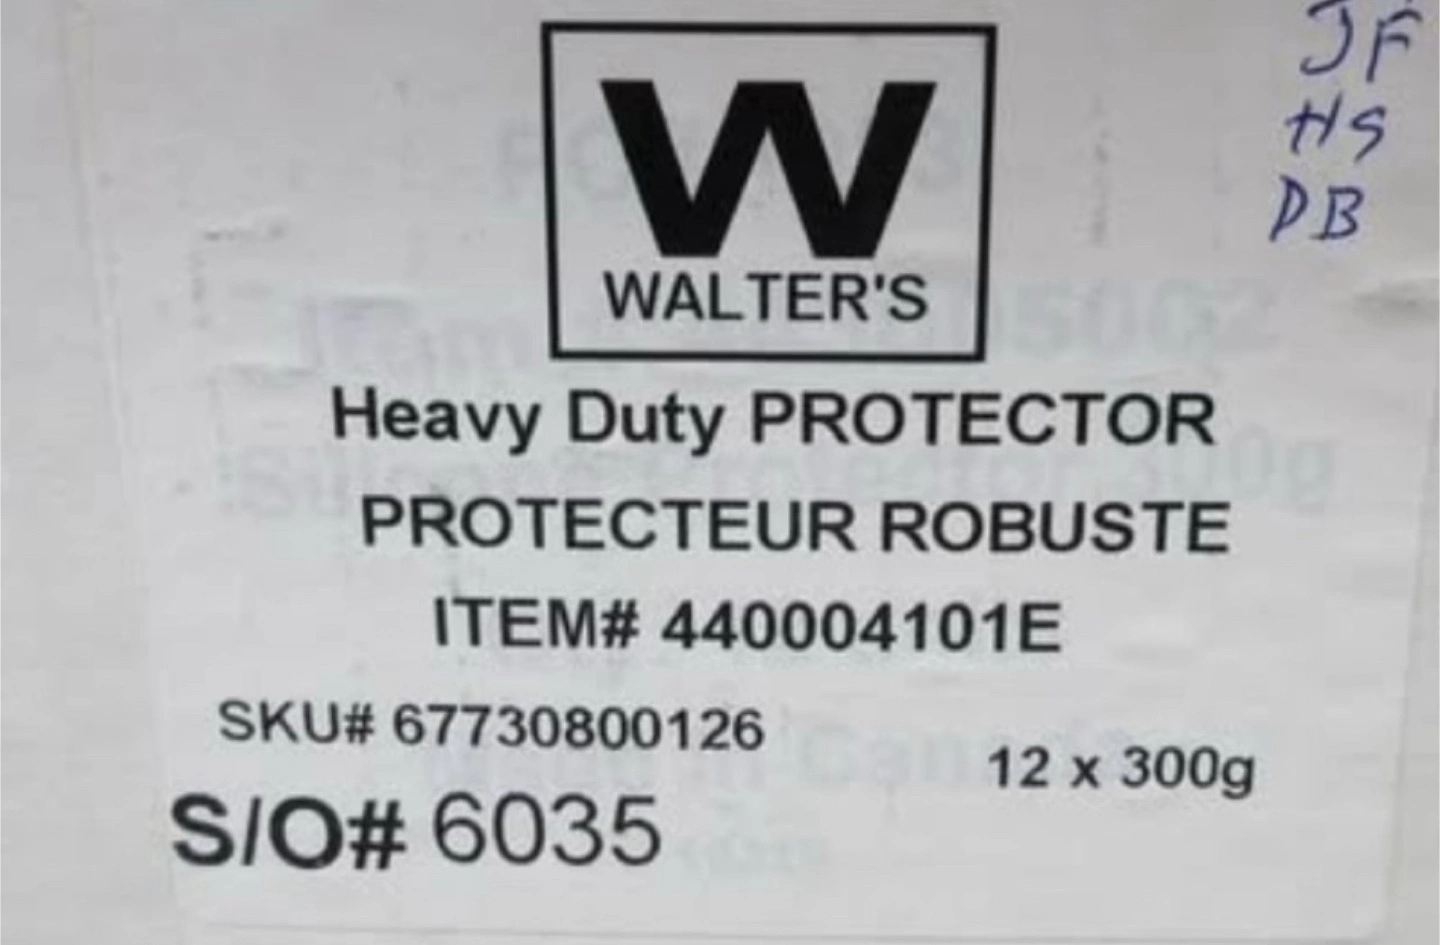 W
WALTER'S
JF
HS
DB
Heavy Duty PROTECTOR
PROTECTEUR ROBUSTE
ITEM# 440004101E
SKU# 67730800126
12 x 300g
S/O# 6035